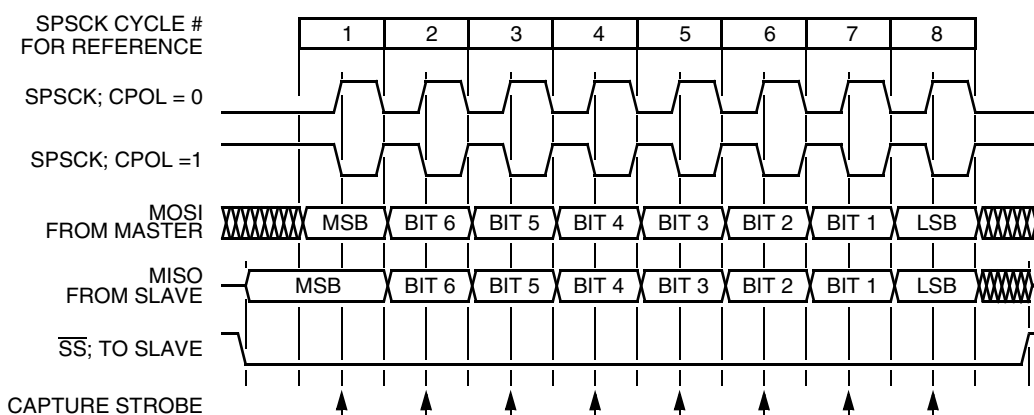 SPSCK CYCLE #
FOR REFERENCE
1 2 3 4 5 6 7 8
SPSCK; CPOL = 0
SPSCK; CPOL =1
MOSI
FROM MASTER
MSB BIT 6 BIT 5 BIT 4 BIT 3 BIT 2 BIT 1 LSB
MISO
FROM SLAVE
MSB BIT 6 BIT 5 BIT 4 BIT 3 BIT 2 BIT 1 LSB
SS; TO SLAVE
CAPTURE STROBE